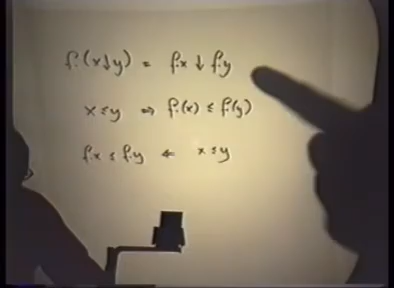 f.(x↓y) = f.x ↓ f.y
x ≤ y ⇒ f.(x) ≤ f.(y)
f.x ≤ f.y ⇐ x ≤ y